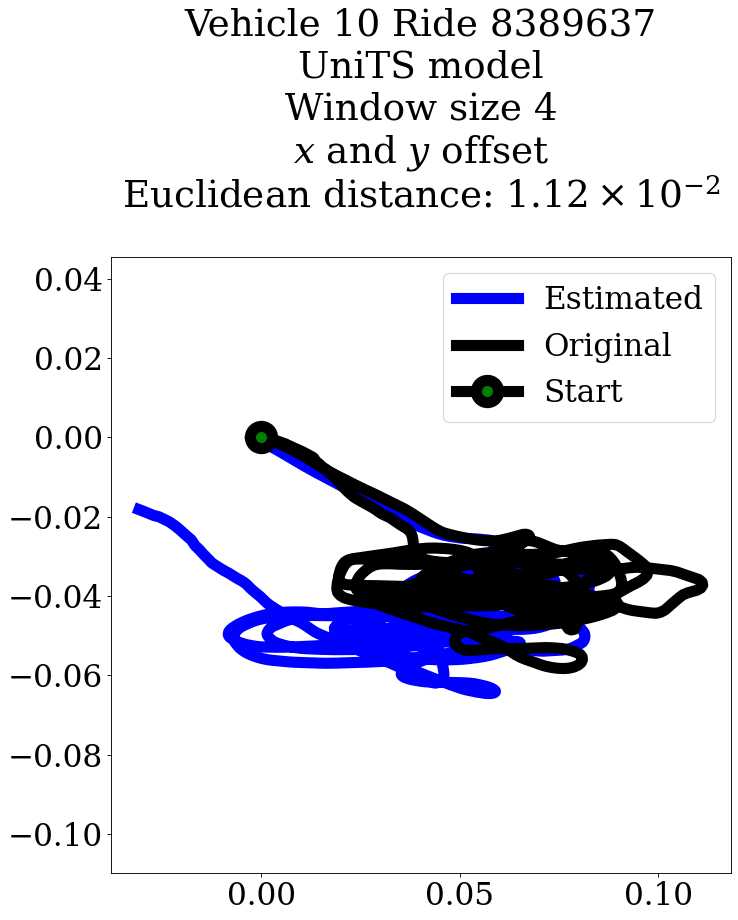 Vehicle 10 Ride 8389637
UniTS model
Window size 4
x and y offset
Euclidean distance: 1.12 × 10⁻²
Estimated
Original
Start
0.04
0.02
0.00
−0.02
−0.04
−0.06
−0.08
−0.10
0.00 0.05 0.10